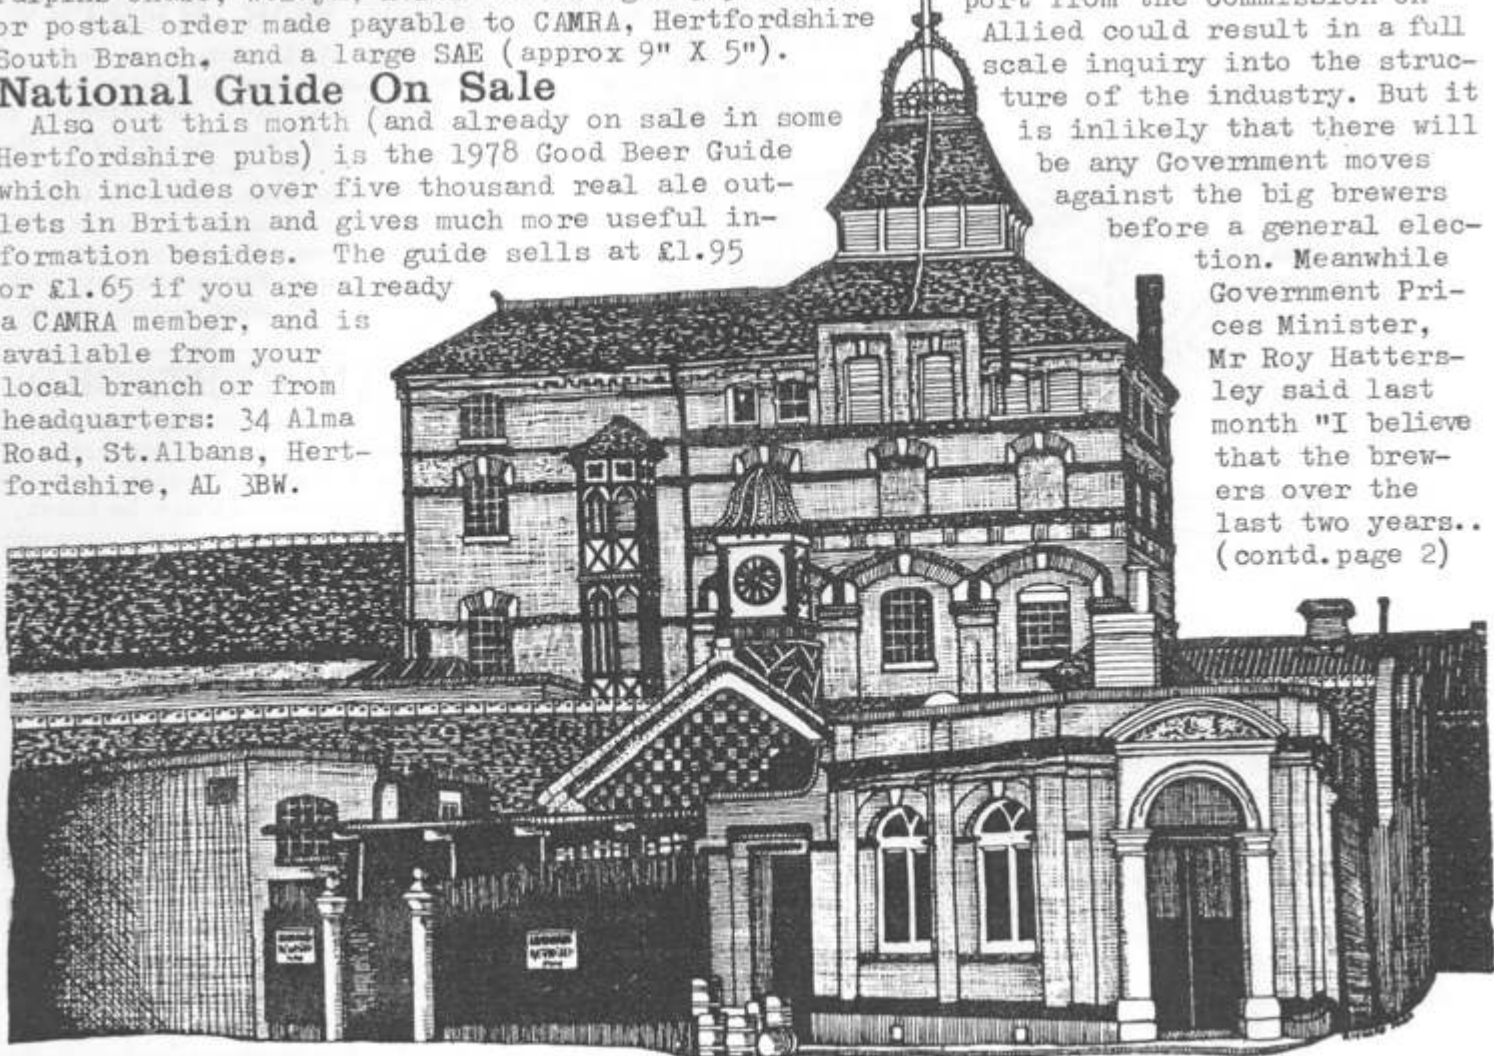 or postal order made payable to CAMRA, Hertfordshire
South Branch, and a large SAE (approx 9" X 5").
National Guide On Sale
Also out this month (and already on sale in some
Hertfordshire pubs) is the 1978 Good Beer Guide
which includes over five thousand real ale out-
lets in Britain and gives much more useful in-
formation besides. The guide sells at £1.95
or £1.65 if you are already
a CAMRA member, and is
available from your
local branch or from
headquarters: 34 Alma
Road, St.Albans, Hert-
fordshire, AL 3BW.
port from the Commission on
Allied could result in a full
scale inquiry into the struc-
ture of the industry. But it
is inlikely that there will
be any Government moves
against the big brewers
before a general elec-
tion. Meanwhile
Government Pri-
ces Minister,
Mr Roy Hatters-
ley said last
month "I believe
that the brew-
ers over the
last two years..
(contd.page 2)